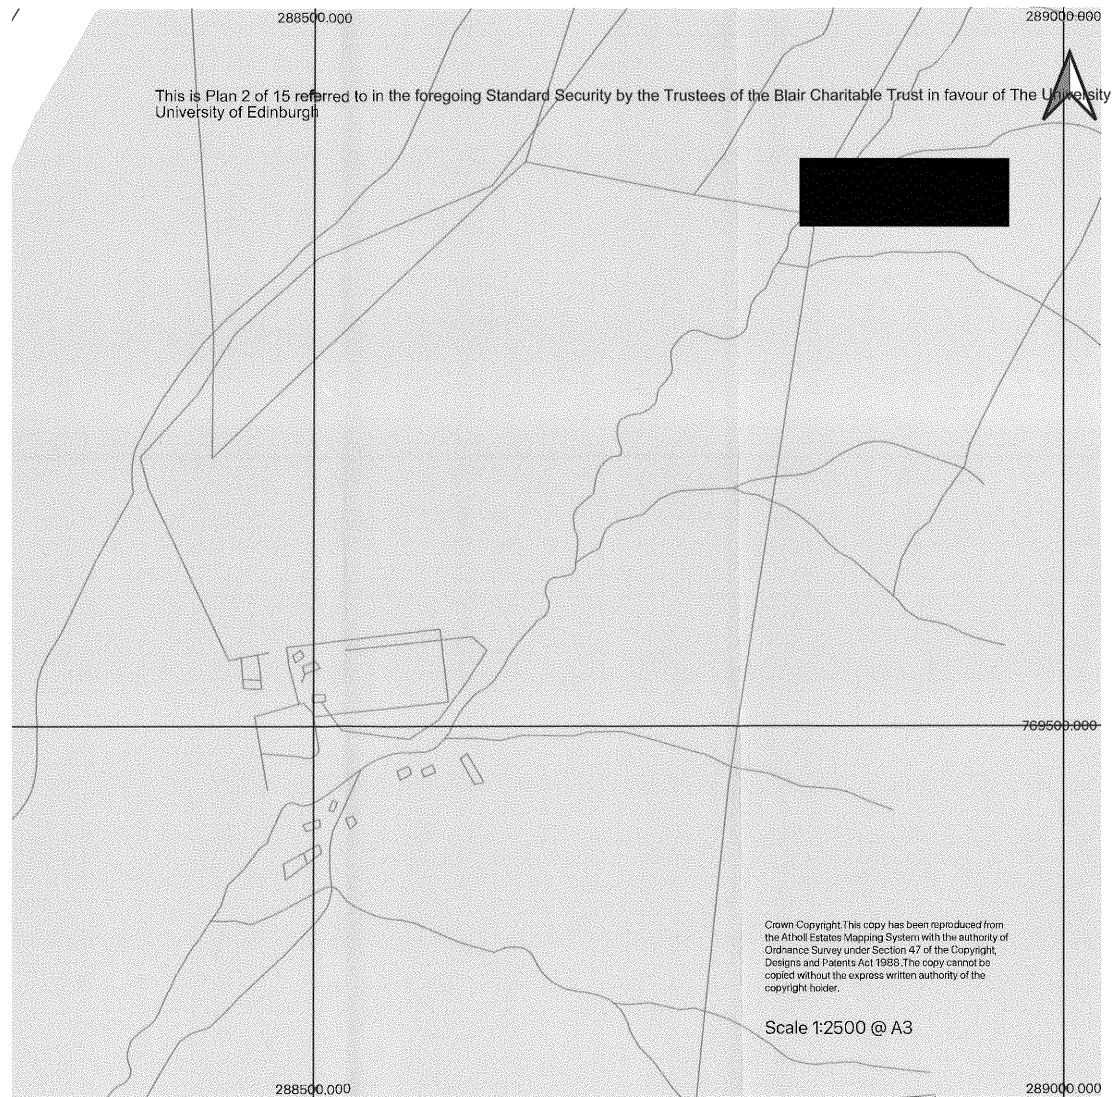 288500.000
289000.000
This is Plan 2 of 15 referred to in the foregoing Standard Security by the Trustees of the Blair Charitable Trust in favour of The University
University of Edinburgh
769500.000
Crown Copyright.This copy has been reproduced from
the Atholl Estates Mapping System with the authority of
Ordnance Survey under Section 47 of the Copyright,
Designs and Patents Act 1988.The copy cannot be
copied without the express written authority of the
copyright holder.
Scale 1:2500 @ A3
288500.000
289000.000